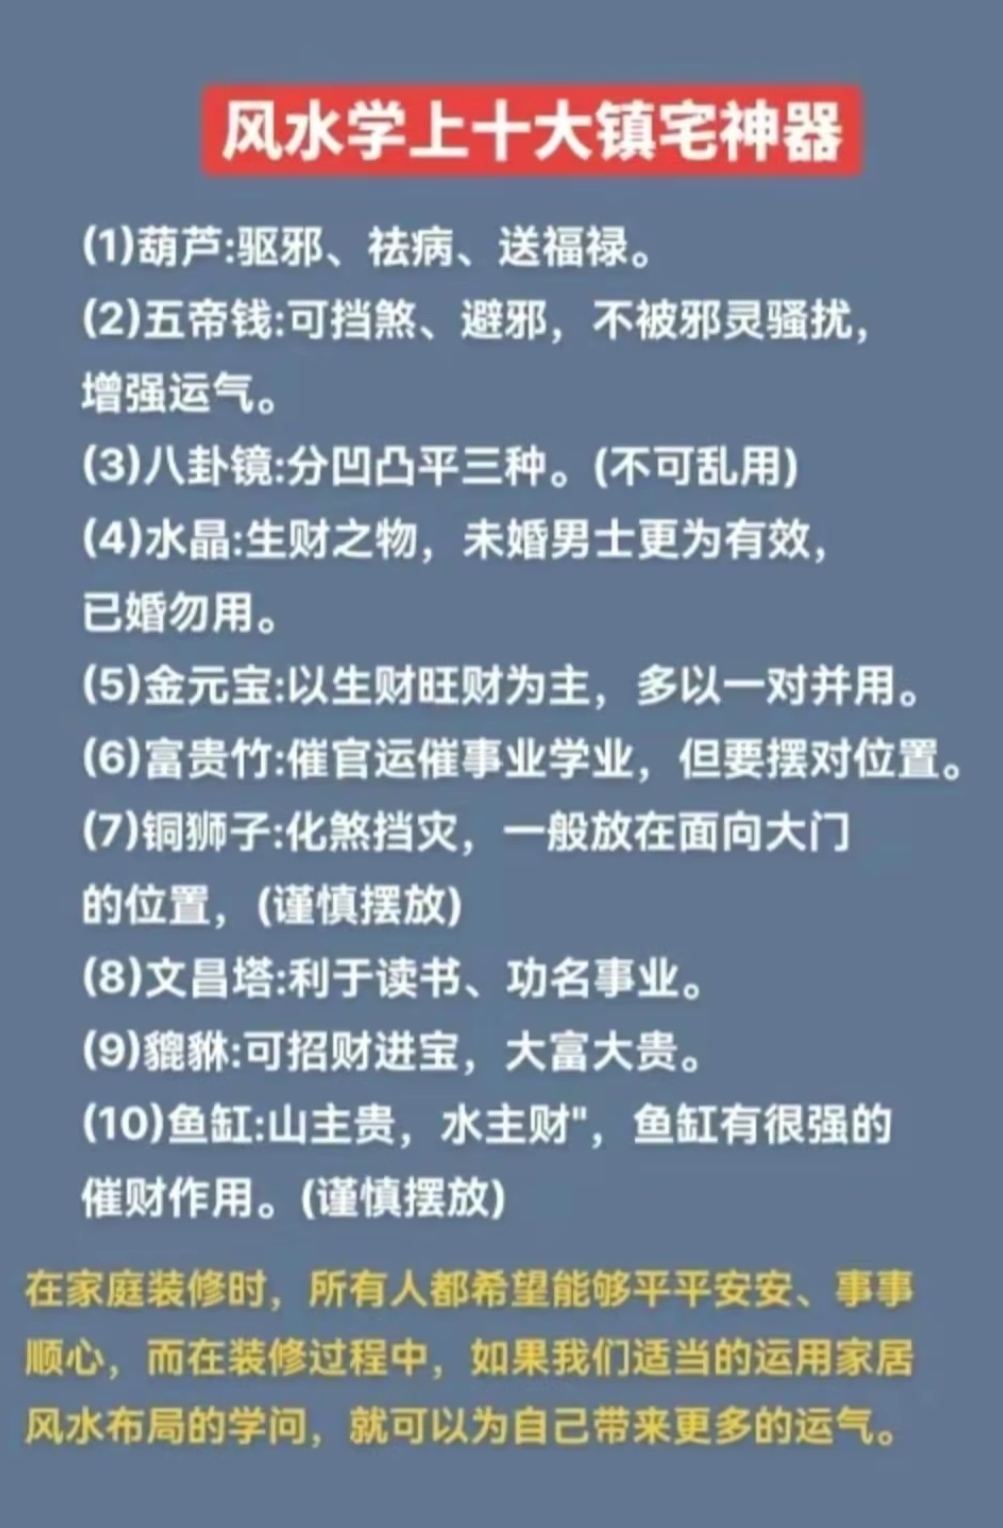 风水学上十大镇宅神器
(1)葫芦:驱邪、祛病、送福禄。
(2)五帝钱:可挡煞、避邪，不被邪灵骚扰，
增强运气。
(3)八卦镜:分凹凸平三种。(不可乱用)
(4)水晶:生财之物，未婚男士更为有效，
已婚勿用。
(5)金元宝:以生财旺财为主，多以一对并用。
(6)富贵竹:催官运催事业学业，但要摆对位置。
(7)铜狮子:化煞挡灾，一般放在面向大门
的位置，(谨慎摆放)
(8)文昌塔:利于读书、功名事业。
(9)貔貅:可招财进宝，大富大贵。
(10)鱼缸:山主贵，水主财"，鱼缸有很强的
催财作用。(谨慎摆放)
在家庭装修时，所有人都希望能够平平安安、事事
顺心，而在装修过程中，如果我们适当的运用家居
风水布局的学问，就可以为自己带来更多的运气。